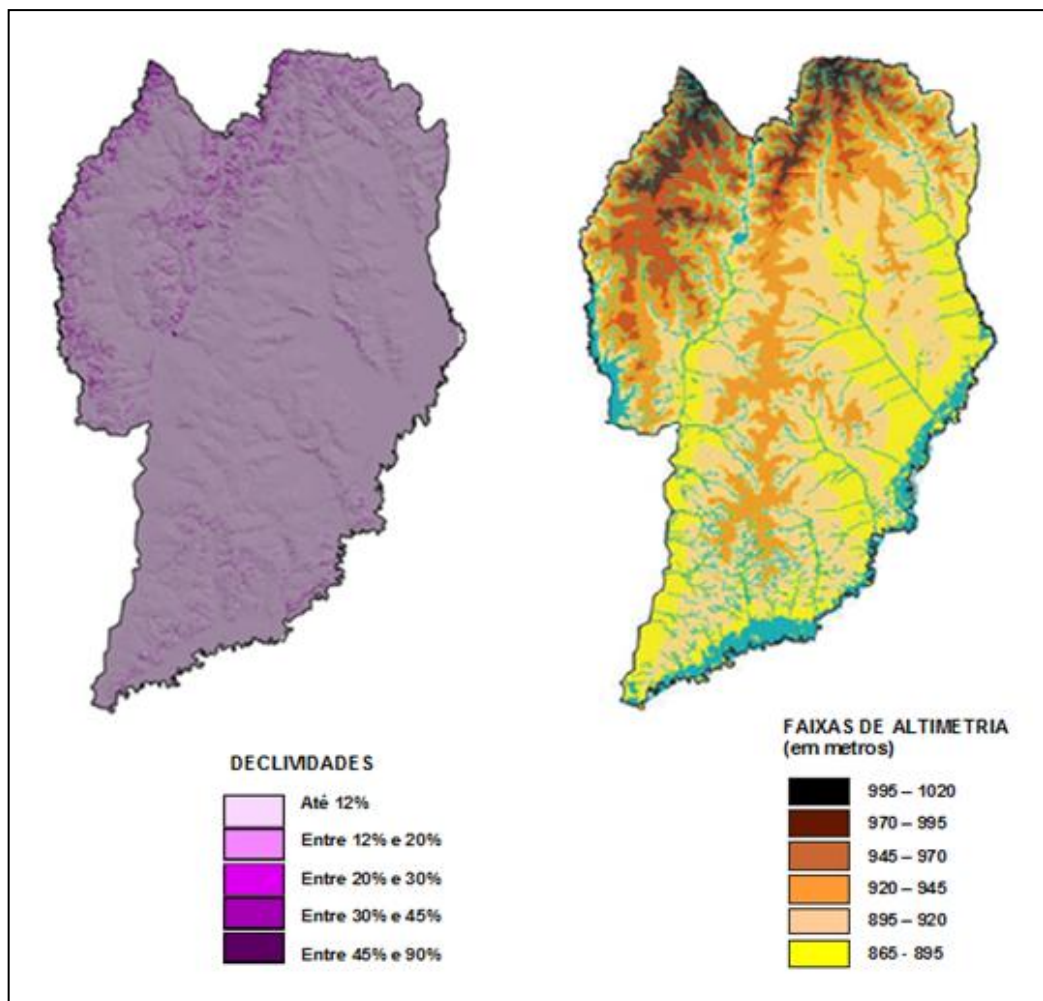 DECLIVIDADES
Até 12%
Entre 12% e 20%
Entre 20% e 30%
Entre 30% e 45%
Entre 45% e 90%
FAIXAS DE ALTIMETRIA
(em metros)
995 – 1020
970 – 995
945 – 970
920 – 945
895 – 920
865 - 895